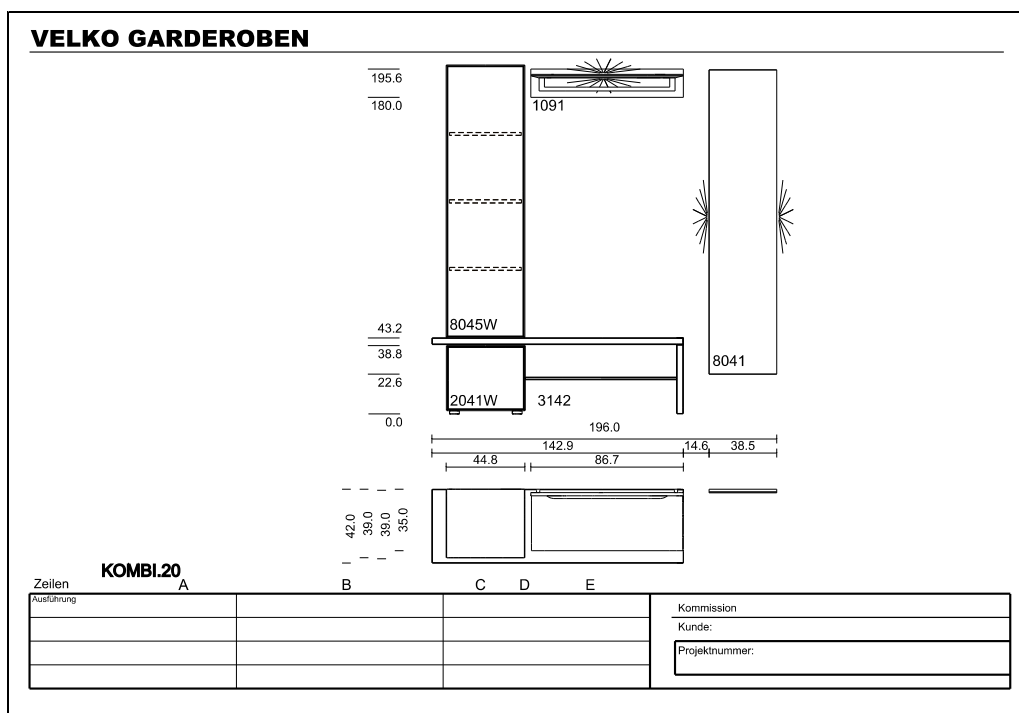 VELKO GARDEROBEN
195.6
180.0
1091
8045W
43.2
38.8
8041
22.6
2041W 3142
0.0
196.0
142.9 14.6 38.5
44.8 86.7
42.0 39.0 39.0 35.0
KOMBI.20
Zeilen A B C D E
Ausführung
Kommission
Kunde:
Projektnummer: